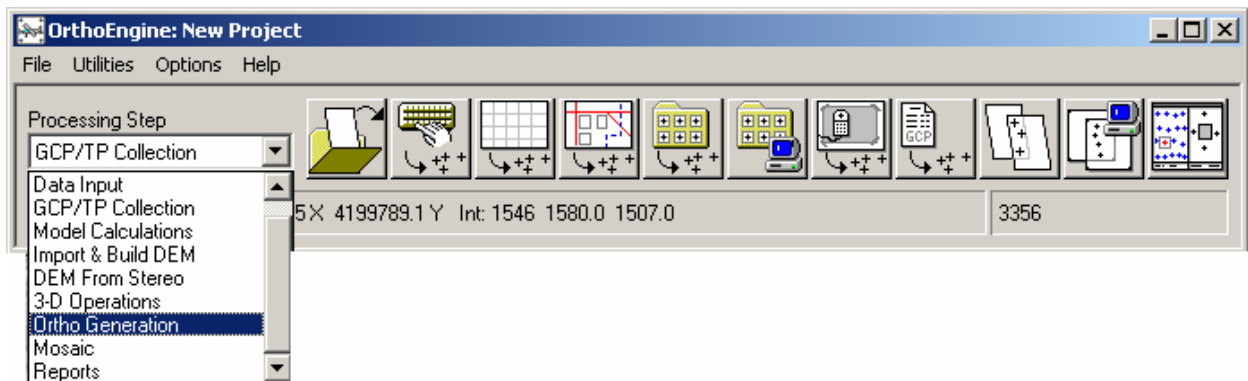 OrthoEngine: New Project
File Utilities Options Help
Processing Step
GCP/TP Collection
GCP
Data Input
GCP/TP Collection
Model Calculations
Import & Build DEM
DEM From Stereo
3-D Operations
Ortho Generation
Mosaic
Reports
5 X 4199789.1 Y Int: 1546 1580.0 1507.0
3356